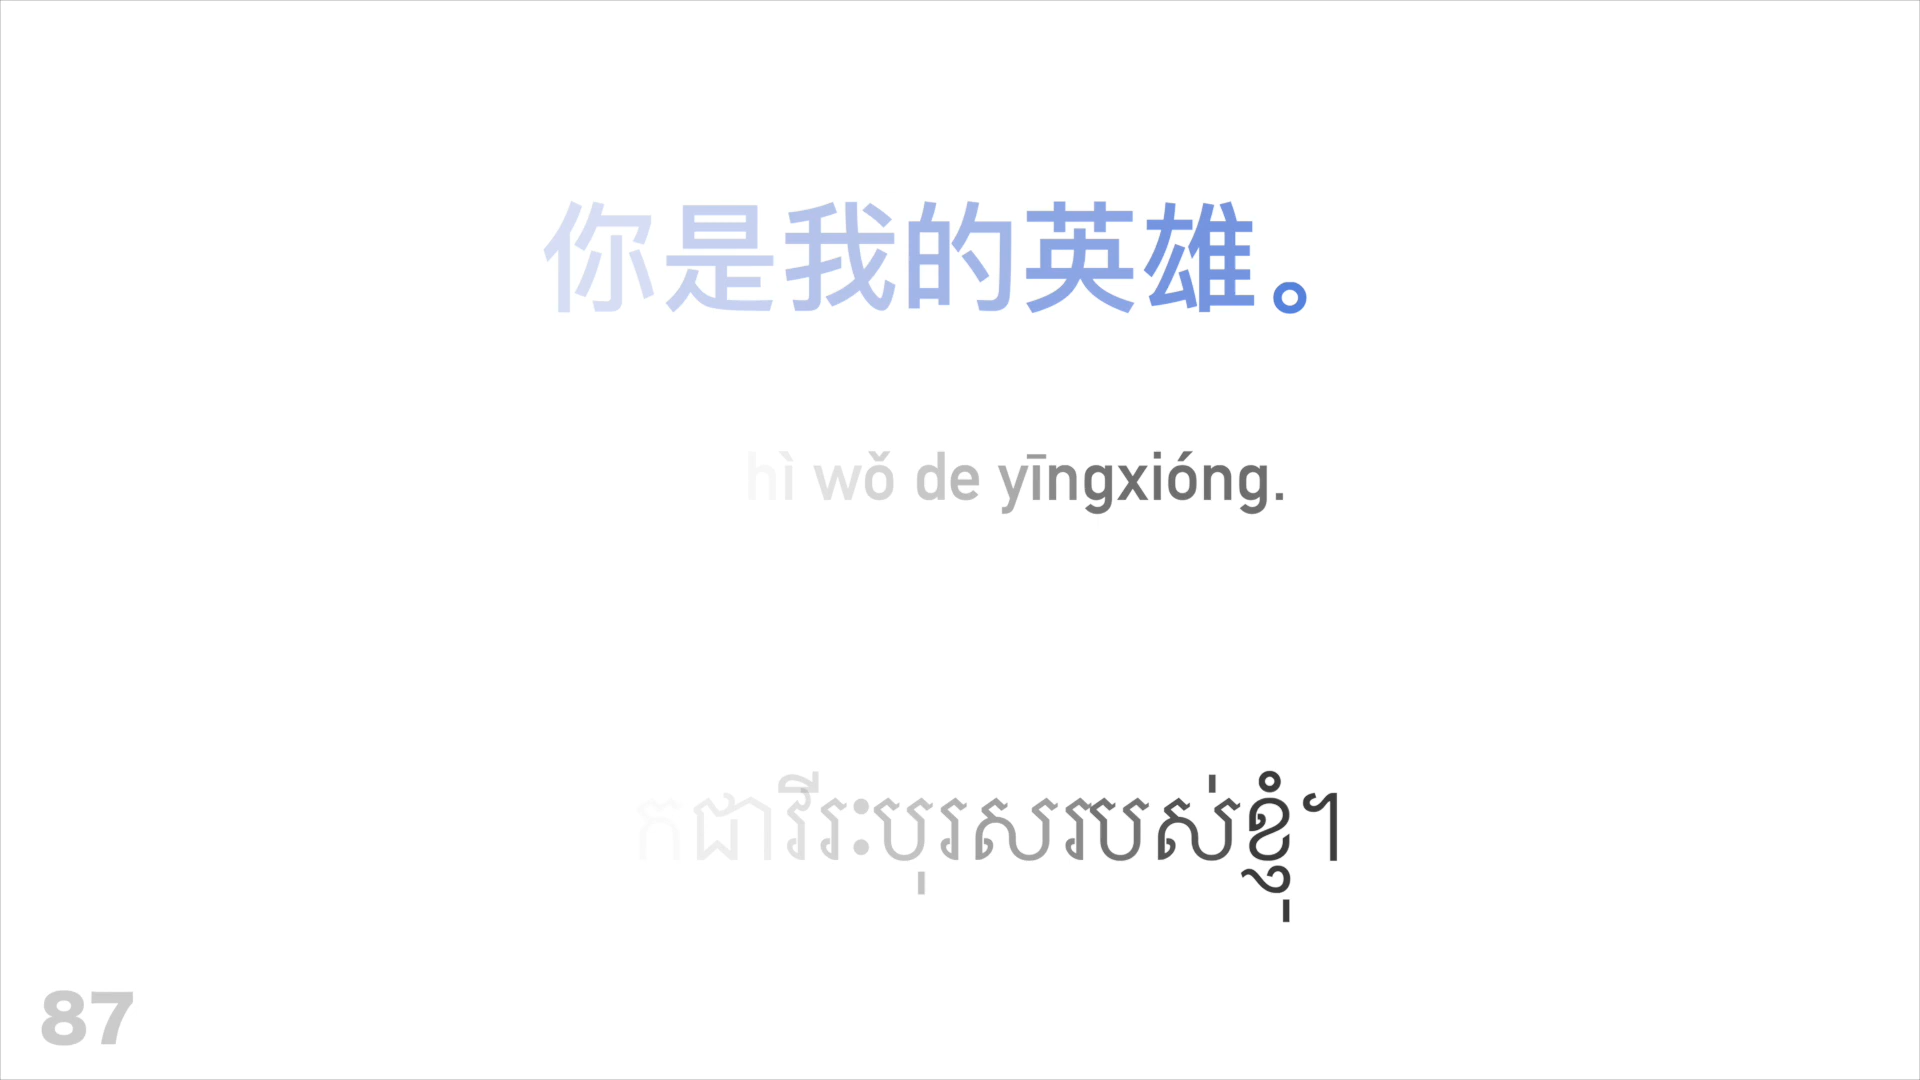 你是我的英雄。
hì wǒ de yīngxióng.
កជាវីរៈបុរសរបស់ខ្ញុំ។
87